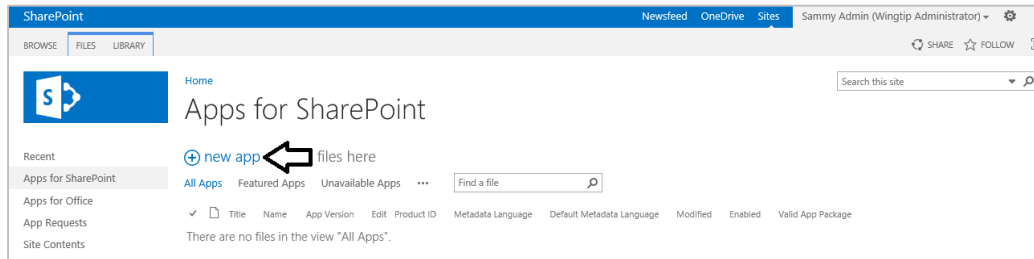 SharePoint
Newsfeed OneDrive Sites Sammy Admin (Wingtip Administrator)
BROWSE FILES LIBRARY
SHARE FOLLOW
S
Home
Search this site
Apps for SharePoint
Recent
Apps for SharePoint
Apps for Office
App Requests
Site Contents
new app files here
All Apps Featured Apps Unavailable Apps ••• Find a file
Title Name App Version Edit Product ID Metadata Language Default Metadata Language Modified Enabled Valid App Package
There are no files in the view "All Apps".